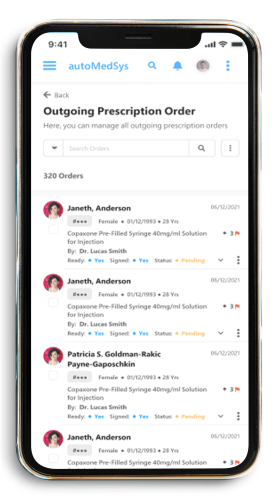 9:41
autoMedSys
Back
Outgoing Prescription Order
Here, you can manage all outgoing prescription orders
Search Orders
320 Orders
Janeth, Anderson 06/12/2021
Female • 01/12/1993 • 28 Yrs
Copaxone Pre-Filled Syringe 40mg/ml Solution • 3
for Injection
By: Dr. Lucas Smith
Ready: • Yes Signed: • Yes Status: • Pending
Janeth, Anderson 06/12/2021
Female • 01/12/1993 • 28 Yrs
Copaxone Pre-Filled Syringe 40mg/ml Solution • 3
for Injection
By: Dr. Lucas Smith
Ready: • Yes Signed: • Yes Status: • Pending
Patricia S. Goldman-Rakic 06/12/2021
Payne-Gaposchkin
Female • 01/12/1993 • 28 Yrs
Copaxone Pre-Filled Syringe 40mg/ml Solution • 3
for Injection
By: Dr. Lucas Smith
Ready: • Yes Signed: • Yes Status: • Pending
Janeth, Anderson 06/12/2021
Female • 01/12/1993 • 28 Yrs
Copaxone Pre-Filled Syringe 40mg/ml Solution • 3